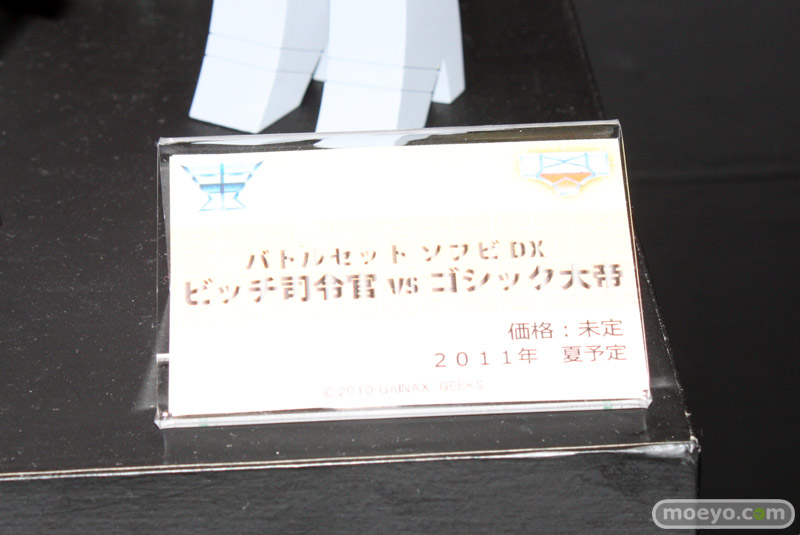 バトルセット ソフビ DX
ビッチ司令官 VS ゴシック大帝
価格：未定
２０１１年　夏予定
©2010 GAINAX／GEEKS
moeyo.com